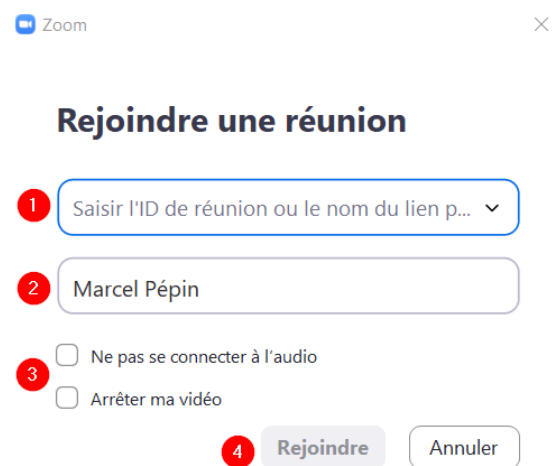 Zoom
Rejoindre une réunion
1 Saisir l'ID de réunion ou le nom du lien p...
2 Marcel Pépin
3
Ne pas se connecter à l'audio
Arrêter ma vidéo
4 Rejoindre Annuler